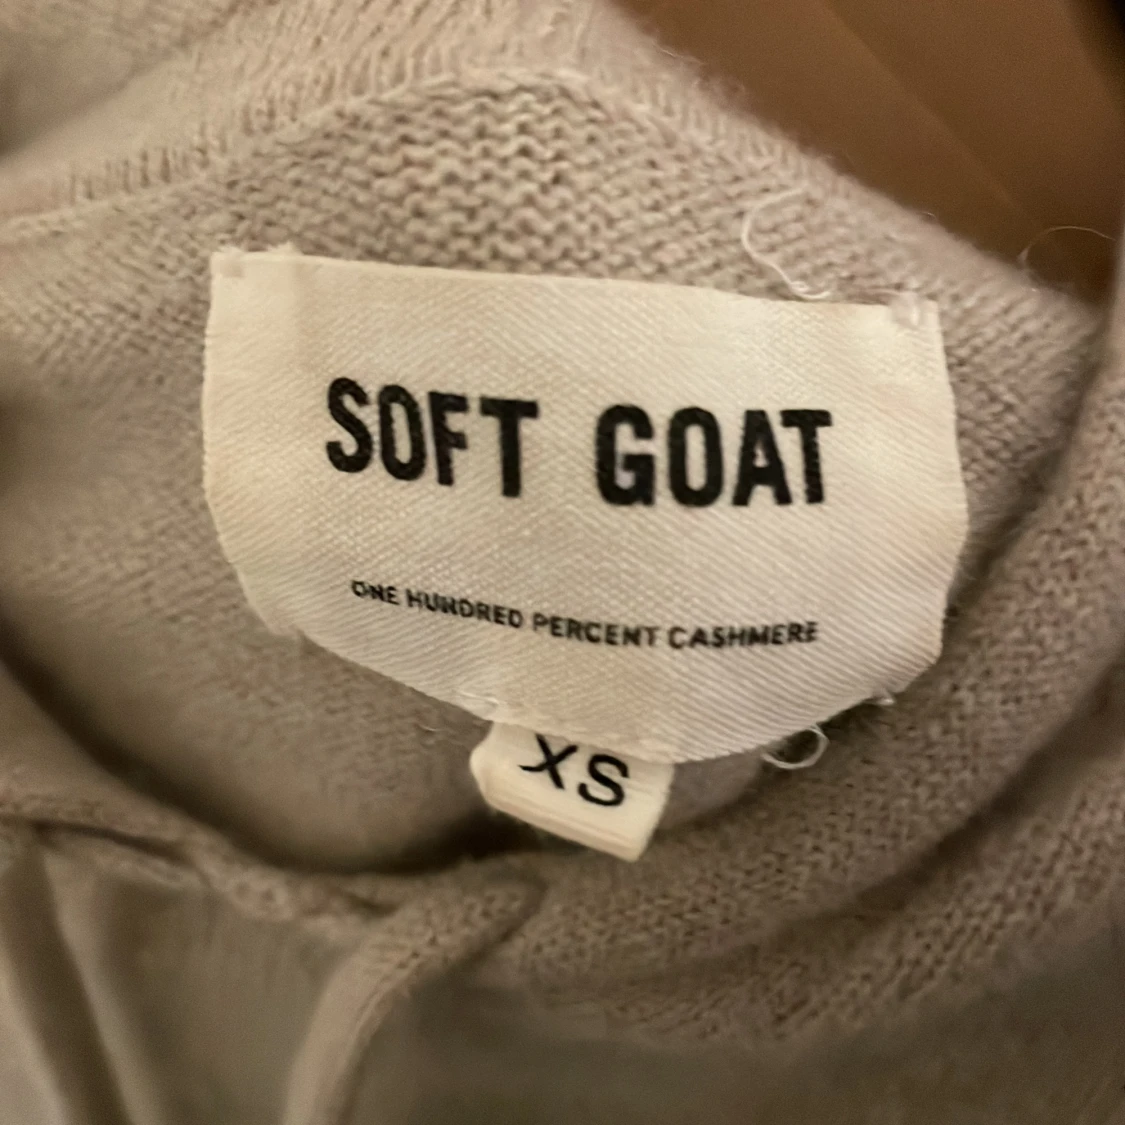 SOFT GOAT
ONE HUNDRED PERCENT CASHMERE
XS